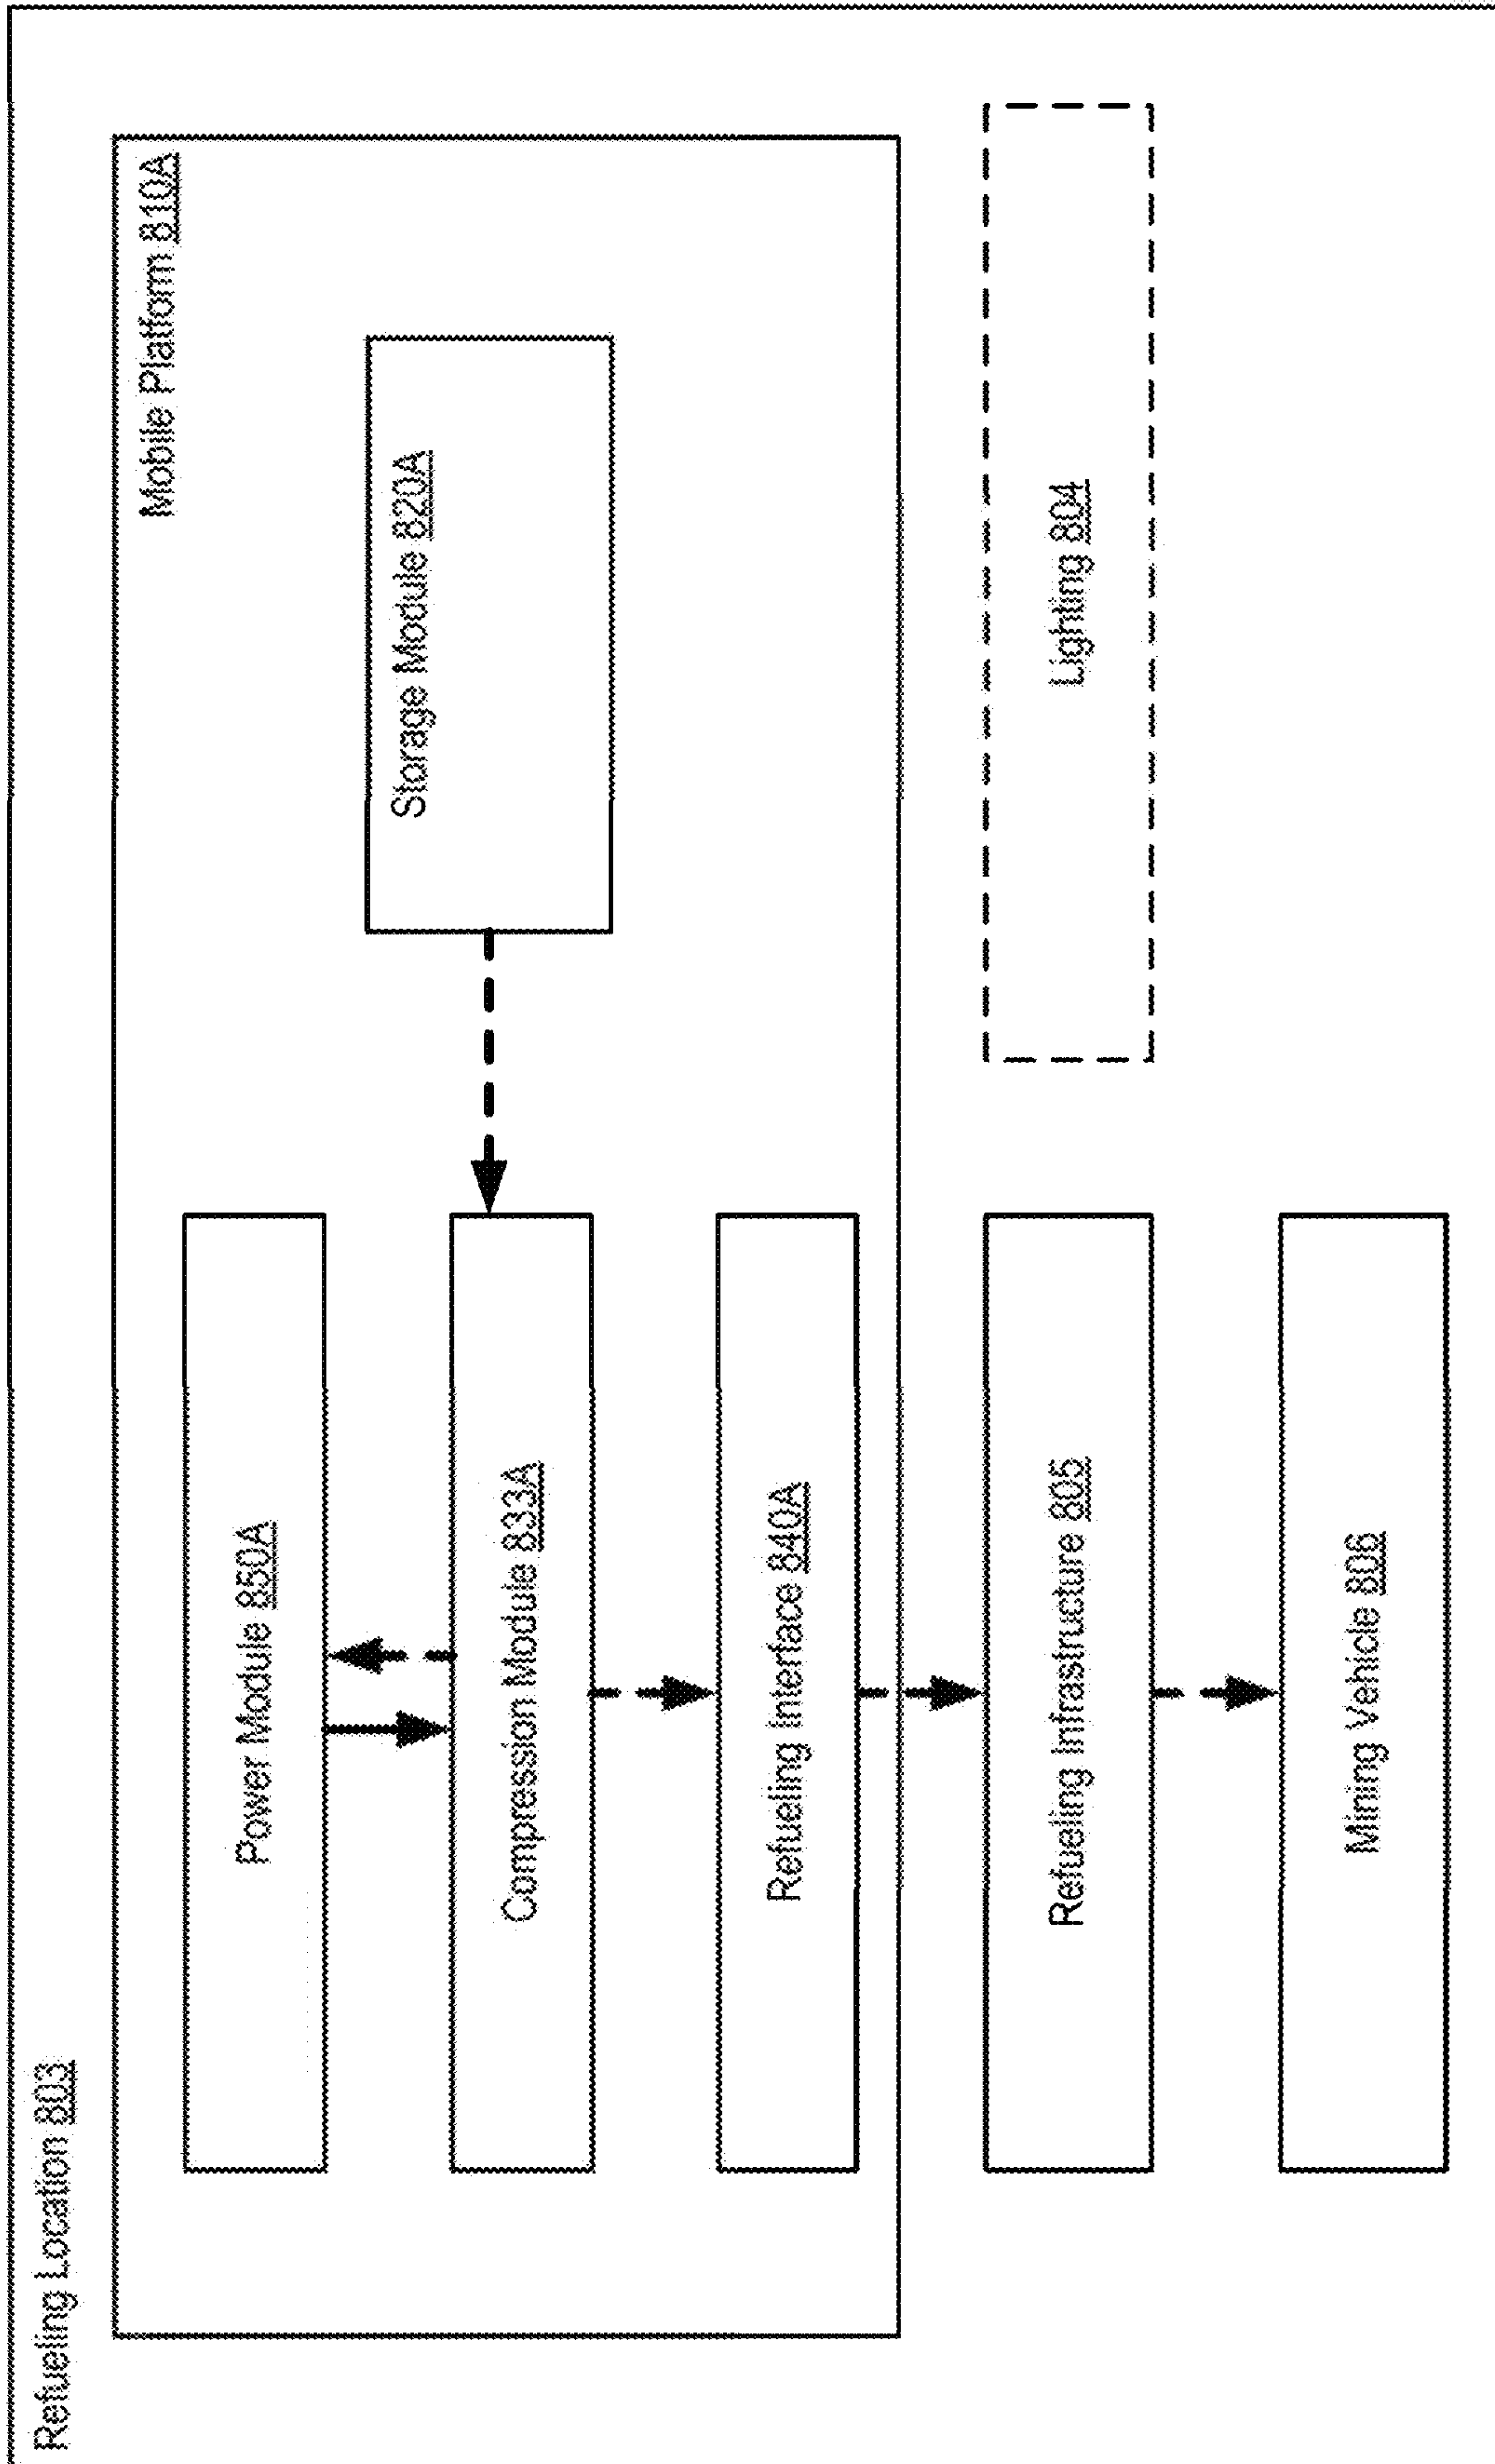 Refueling Location 803
Mobile Platform 810A
Power Module 850A
Storage Module 820A
Compression Module 833A
Refueling Interface 840A
Refueling Infrastructure 805
Lighting 804
Mining Vehicle 806